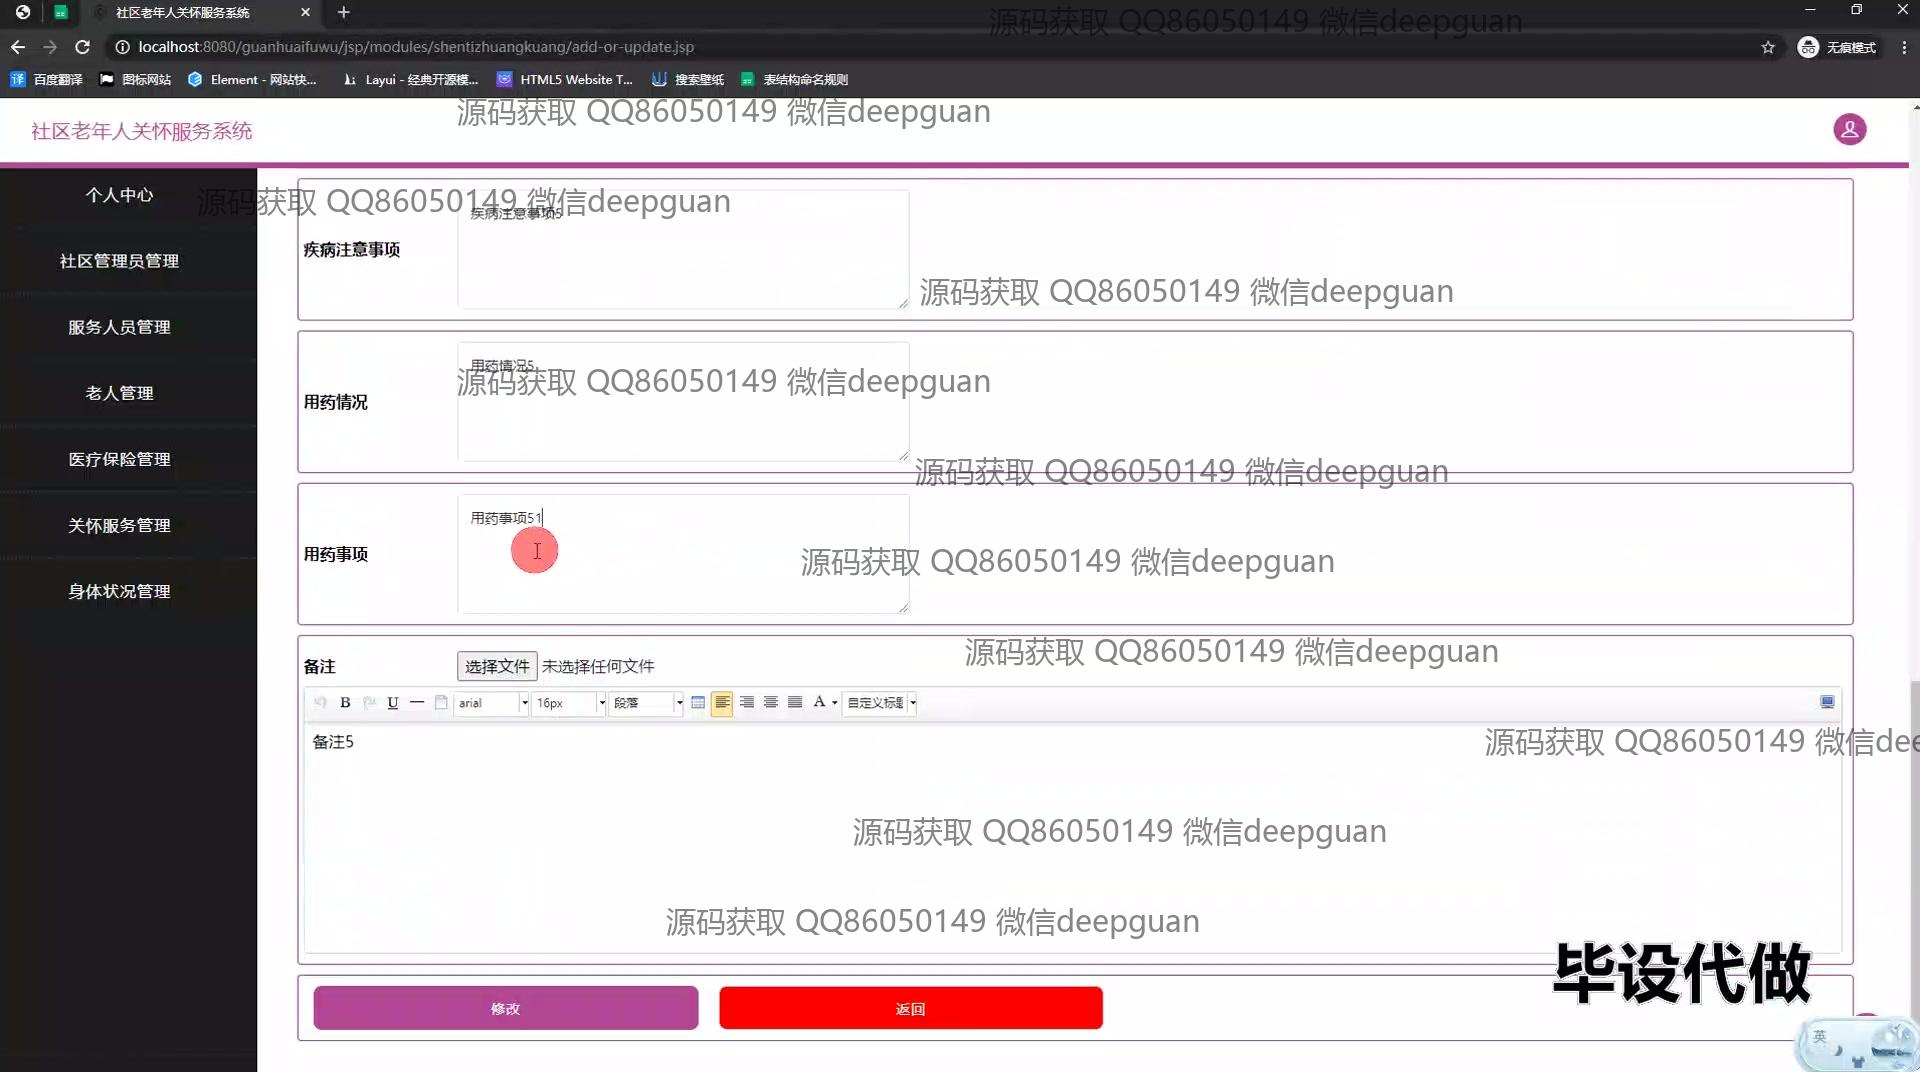 社区老年人关怀服务系统
源码获取 QQ86050149 微信deepguan
localhost:8080/guanhuaifuwu/jsp/modules/shentizhuangkuang/add-or-update.jsp
无痕模式
百度翻译
图标网站
Element - 网站快...
Layui - 经典开源模...
HTML5 Website T...
搜索壁纸
表结构命名规则
源码获取 QQ86050149 微信deepguan
社区老年人关怀服务系统
个人中心
源码获取 QQ86050149 微信deepguan
疾病注意事项5
疾病注意事项
社区管理员管理
源码获取 QQ86050149 微信deepguan
服务人员管理
用药情况5
源码获取 QQ86050149 微信deepguan
老人管理
用药情况
医疗保险管理
源码获取 QQ86050149 微信deepguan
用药事项51
关怀服务管理
用药事项
源码获取 QQ86050149 微信deepguan
身体状况管理
源码获取 QQ86050149 微信deepguan
备注
选择文件 未选择任何文件
arial
16px
段落
自定义标题
备注5
源码获取 QQ86050149 微信dee
源码获取 QQ86050149 微信deepguan
源码获取 QQ86050149 微信deepguan
毕设代做
修改
返回
英